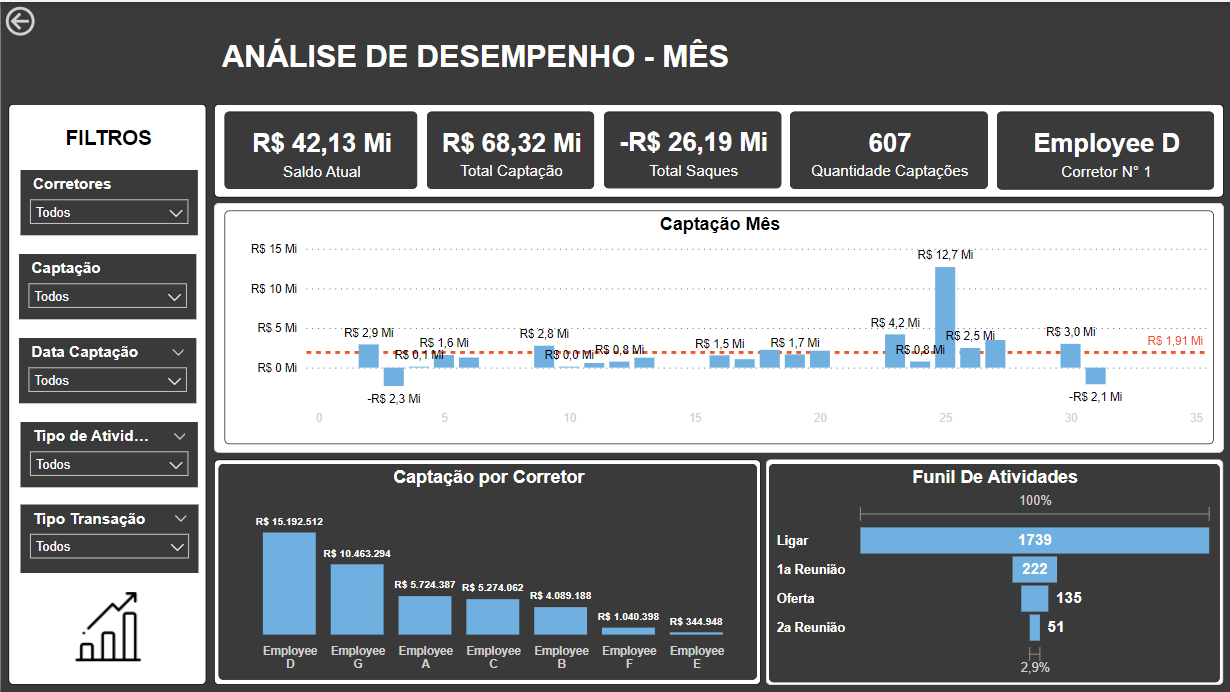 ANÁLISE DE DESEMPENHO - MÊS
FILTROS
Corretores
Todos
Captação
Todos
Data Captação
Todos
Tipo de Ativid...
Todos
Tipo Transação
Todos
R$ 42,13 Mi
Saldo Atual
R$ 68,32 Mi
Total Captação
-R$ 26,19 Mi
Total Saques
607
Quantidade Captações
Employee D
Corretor N° 1
Captação Mês
R$ 15 Mi
R$ 10 Mi
R$ 5 Mi
R$ 0 Mi
R$ 2,9 Mi
-R$ 2,3 Mi
R$ 0,1 Mi
R$ 1,6 Mi
R$ 2,8 Mi
R$ 0,0 Mi
R$ 0,8 Mi
R$ 1,5 Mi
R$ 1,7 Mi
R$ 4,2 Mi
R$ 0,8 Mi
R$ 12,7 Mi
R$ 2,5 Mi
R$ 3,0 Mi
-R$ 2,1 Mi
R$ 1,91 Mi
0 5 10 15 20 25 30 35
Captação por Corretor
R$ 15.192.512
R$ 10.463.294
R$ 5.724.387
R$ 5.274.062
R$ 4.089.188
R$ 1.040.398
R$ 344.948
Employee D
Employee G
Employee A
Employee C
Employee B
Employee F
Employee E
Funil De Atividades
100%
Ligar 1739
1a Reunião 222
Oferta 135
2a Reunião 51
2,9%